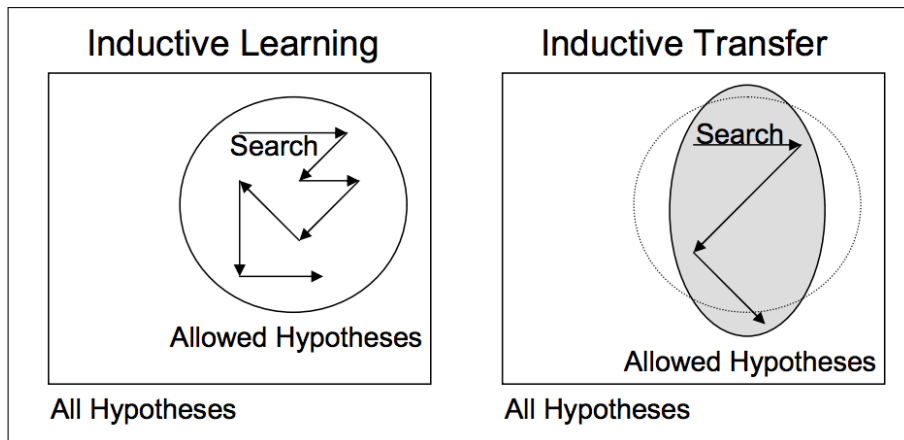 Inductive Learning
Search
Allowed Hypotheses
All Hypotheses
Inductive Transfer
Search
Allowed Hypotheses
All Hypotheses